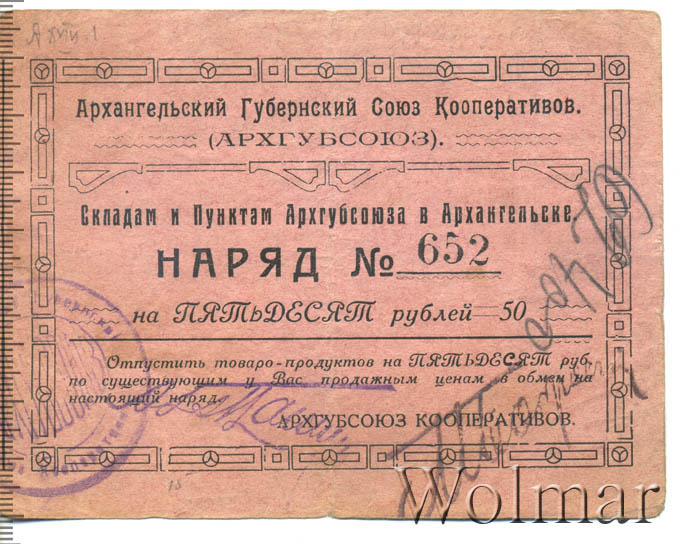 Архангельский Губернский Союз Кооперативов.
(АРХГУБСОЮЗ).
Складам и Пунктам Архгубсоюза в Архангельске.
НАРЯД № 652
на ПЯТЬДЕСЯТ рублей 50
Отпустить товаро-продуктов на ПЯТЬДЕСЯТ руб.
по существующим у Вас продажным ценам в обмен на
настоящий наряд.
АРХГУБСОЮЗ КООПЕРАТИВОВ.
Wolmar